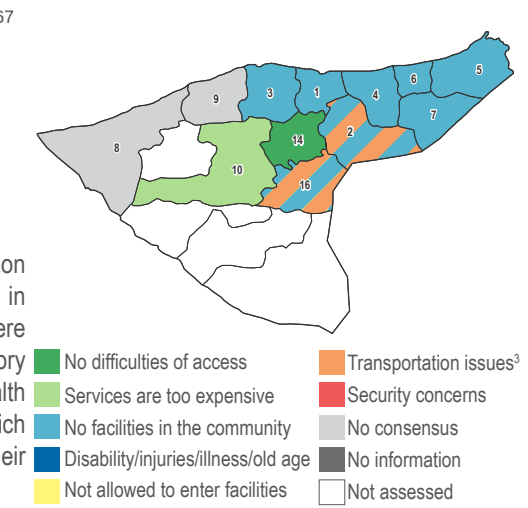 67
9
3
1
4
6
5
7
8
14
2
10
16
non
in
ere
ory
alth
ich
eir
No difficulties of access
Services are too expensive
No facilities in the community
Disability/injuries/illness/old age
Not allowed to enter facilities
Transportation issues³
Security concerns
No consensus
No information
Not assessed